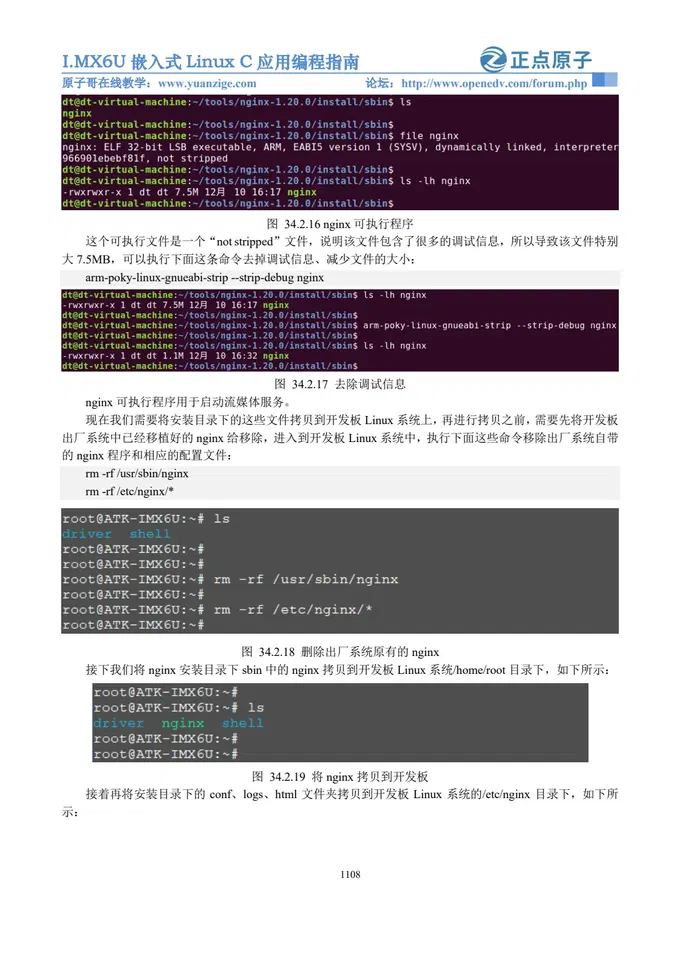 I.MX6U 嵌入式 Linux C 应用编程指南
正点原子
原子哥在线教学：www.yuanzige.com 论坛：http://www.openedv.com/forum.php
dt@dt-virtual-machine:~/tools/nginx-1.20.0/install/sbin$ ls
nginx
dt@dt-virtual-machine:~/tools/nginx-1.20.0/install/sbin$
dt@dt-virtual-machine:~/tools/nginx-1.20.0/install/sbin$ file nginx
nginx: ELF 32-bit LSB executable, ARM, EABI5 version 1 (SYSV), dynamically linked, interpreter
966901ebebf81f, not stripped
dt@dt-virtual-machine:~/tools/nginx-1.20.0/install/sbin$
dt@dt-virtual-machine:~/tools/nginx-1.20.0/install/sbin$ ls -lh nginx
-rwxrwxr-x 1 dt dt 7.5M 12月 10 16:17 nginx
dt@dt-virtual-machine:~/tools/nginx-1.20.0/install/sbin$
图 34.2.16 nginx 可执行程序
这个可执行文件是一个“not stripped”文件，说明该文件包含了很多的调试信息，所以导致该文件特别
大 7.5MB，可以执行下面这条命令去掉调试信息、减少文件的大小：
arm-poky-linux-gnueabi-strip --strip-debug nginx
dt@dt-virtual-machine:~/tools/nginx-1.20.0/install/sbin$ ls -lh nginx
-rwxrwxr-x 1 dt dt 7.5M 12月 10 16:17 nginx
dt@dt-virtual-machine:~/tools/nginx-1.20.0/install/sbin$
dt@dt-virtual-machine:~/tools/nginx-1.20.0/install/sbin$ arm-poky-linux-gnueabi-strip --strip-debug nginx
dt@dt-virtual-machine:~/tools/nginx-1.20.0/install/sbin$
dt@dt-virtual-machine:~/tools/nginx-1.20.0/install/sbin$ ls -lh nginx
-rwxrwxr-x 1 dt dt 1.1M 12月 10 16:32 nginx
dt@dt-virtual-machine:~/tools/nginx-1.20.0/install/sbin$
图 34.2.17 去除调试信息
nginx 可执行程序用于启动流媒体服务。
现在我们需要将安装目录下的这些文件拷贝到开发板 Linux 系统上，再进行拷贝之前，需要先将开发板
出厂系统中已经移植好的 nginx 给移除，进入到开发板 Linux 系统中，执行下面这些命令移除出厂系统自带
的 nginx 程序和相应的配置文件：
rm -rf /usr/sbin/nginx
rm -rf /etc/nginx/*
root@ATK-IMX6U:~# ls
driver shell
root@ATK-IMX6U:~#
root@ATK-IMX6U:~#
root@ATK-IMX6U:~# rm -rf /usr/sbin/nginx
root@ATK-IMX6U:~#
root@ATK-IMX6U:~# rm -rf /etc/nginx/*
root@ATK-IMX6U:~#
图 34.2.18 删除出厂系统原有的 nginx
接下我们将 nginx 安装目录下 sbin 中的 nginx 拷贝到开发板 Linux 系统/home/root 目录下，如下所示：
root@ATK-IMX6U:~#
root@ATK-IMX6U:~# ls
driver nginx shell
root@ATK-IMX6U:~#
root@ATK-IMX6U:~#
图 34.2.19 将 nginx 拷贝到开发板
接着再将安装目录下的 conf、logs、html 文件夹拷贝到开发板 Linux 系统的/etc/nginx 目录下，如下所
示：
1108